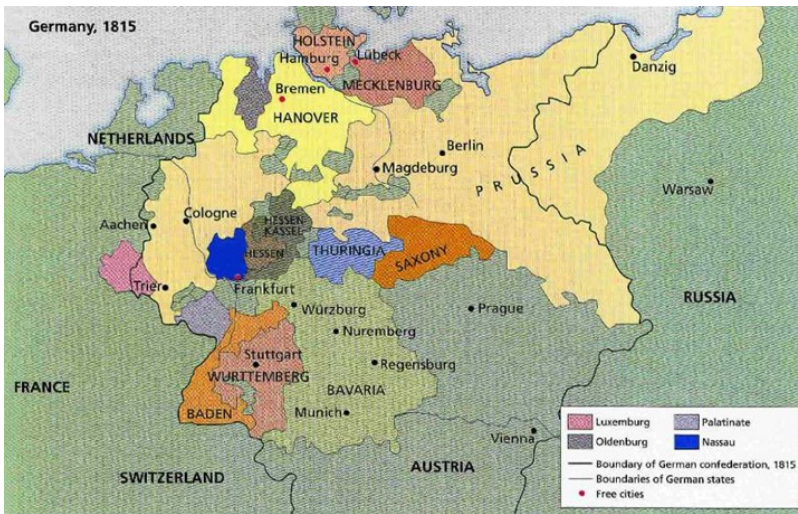 Germany, 1815
HOLSTEIN
Hamburg
Lübeck
Danzig
MECKLENBURG
Bremen
HANOVER
NETHERLANDS
Berlin
Magdeburg
PRUSSIA
Warsaw
Cologne
Aachen
HESSEN
KASSEL
HESSEN
THURINGIA
SAXONY
Trier
Frankfurt
Würzburg
Prague
RUSSIA
Nuremberg
Stuttgart
Regensburg
WURTTEMBERG
FRANCE
BAVARIA
BADEN
Munich
Vienna
SWITZERLAND
AUSTRIA
Luxemburg
Palatinate
Oldenburg
Nassau
Boundary of German confederation, 1815
Boundaries of German states
Free cities